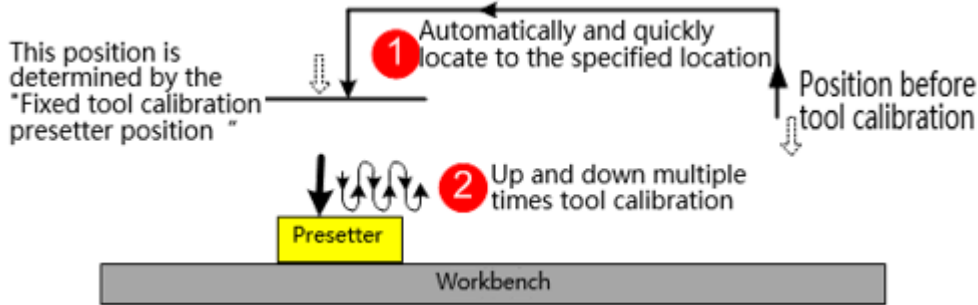 This position is
determined by the
"Fixed tool calibration
presetter position ”
1
Automatically and quickly
locate to the specified location
Position before
tool calibration
2
Up and down multiple
times tool calibration
Presetter
Workbench